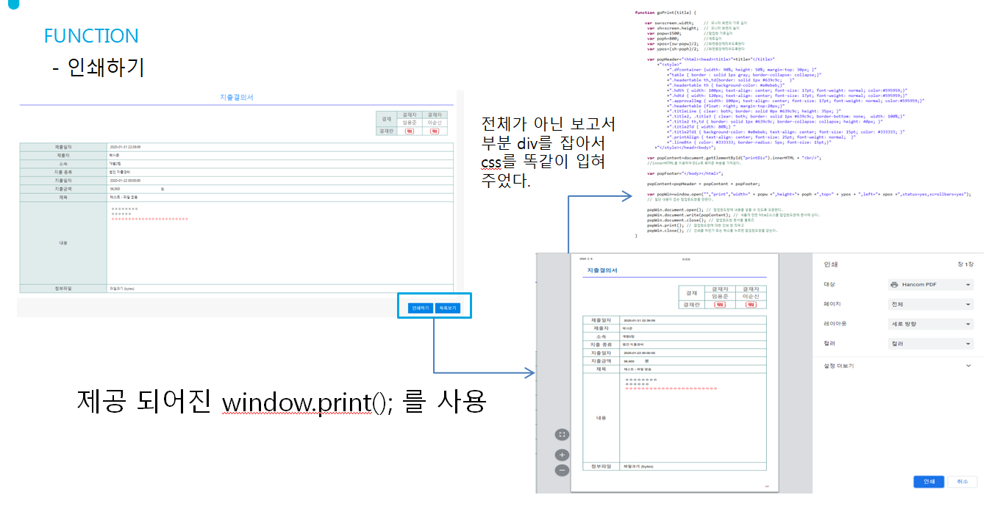 FUNCTION
- 인쇄하기
지출결의서
결재 결재자 결재자
임용준 이순신
결재란
제출일자 2020-01-31 22:39:09
제출자 박시준
소속 개발2팀
지출 종류 법인 지출경비
지출일자 2020-01-22 00:00:00
지출금액 56,000 원
제목 테스트 - 파일 없음
ㅇㅇㅇㅇㅇㅇㅇㅇ
ㅇㅇㅇㅇㅇㅇ
내용
첨부파일 파일크기 (bytes)
인쇄하기 목록보기
제공 되어진 window.print(); 를 사용
전체가 아닌 보고서
부분 div를 잡아서
css를 똑같이 입혀
주었다.
function goPrint(title) {
var sw=screen.width; // 모니터 화면의 가로 길이
var sh=screen.height; // 모니터 화면의 높이
var popw=1500; //팝업창 가로길이
var poph=800; //세로길이
var xpos=(sw-popw)/2; //화면중앙에띄우도록한다
var ypos=(sh-poph)/2; //화면중앙에띄우도록한다
var popHeader="<html><head><title>"+title+"</title>"
+"<style>"
+".dfcontainer {width: 90%; height: 50%; margin-top: 30px; }"
+"table { border : solid 1px gray; border-collapse: collapse;}"
+".headertable th,td{border: solid 1px #639c9c;   }"
+".headertable th { background-color: #e0ebeb;}"
+".hdth { width: 100px; text-align: center; font-size: 17pt; font-weight: normal; color:#595959;}"
+".hdtd { width: 120px; text-align: center; font-size: 17pt; font-weight: normal; color:#595959;}"
+".approvalImg { width: 100px; text-align: center; font-size: 17pt; font-weight: normal; color:#595959;}"
+".headertable {float: right; margin-top:20px;}"
+".titleLine { clear: both; border: solid 0px #639c9c; height: 35px; }"
+".title2, .title3 { clear: both; border: solid 1px #639c9c; border-bottom: none;  width: 100%;}"
+".title2 th,td { border: solid 1px #639c9c; border-collapse: collapse; height: 40px; }"
+".title2Td { width: 80%;} "
+".title2Td1 { background-color: #e0ebeb; text-align: center; font-size: 15pt; color: #333333; }"
+".printAlign { text-align: center; font-size: 25pt; font-weight: normal;  }"
+".lineBtn { color: #333333; border-radius: 5px; font-size: 15pt;}"
+"</style></head><body>";
var popContent=document.getElementById("printDiv").innerHTML + "<br/>";
//innerHTML을 이용하여 Div로 묶어준 부분을 가져온다.
var popFooter="</body></html>";
popContent=popHeader + popContent + popFooter;
var popWin=window.open("","print","width=" + popw +",height="+ poph +",top=" + ypos + ",left="+ xpos +",status=yes,scrollbars=yes");
// 일단 내용이 없는 팝업윈도창을 만든다.
popWin.document.open(); // 팝업윈도창에 내용을 넣을 수 있도록 오픈한다.
popWin.document.write(popContent); // 새롭게 만든 html소스를 팝업윈도창에 문서에 쓴다.
popWin.document.close(); // 팝업윈도창 문서를 클로즈
popWin.print(); // 팝업윈도창에 대한 인쇄 창 띄우고
popWin.close(); // 인쇄를 하던가 또는 취소를 누르면 팝업윈도창을 닫는다.
}
2020. 2. 6. 프린트
지출결의서
결재 결재자 결재자
임용준 이순신
결재란
제출일자 2020-01-31 22:39:09
제출자 박시준
소속 개발2팀
지출 종류 법인 지출경비
지출일자 2020-01-22 00:00:00
지출금액 56,000 원
제목 테스트 - 파일 없음
ㅇㅇㅇㅇㅇㅇㅇㅇ
ㅇㅇㅇㅇㅇㅇ
내용
첨부파일 파일크기 (bytes)
1/1
인쇄 장 1장
대상 Hancom PDF
페이지 전체
레이아웃 세로 방향
컬러 컬러
설정 더보기
인쇄 취소